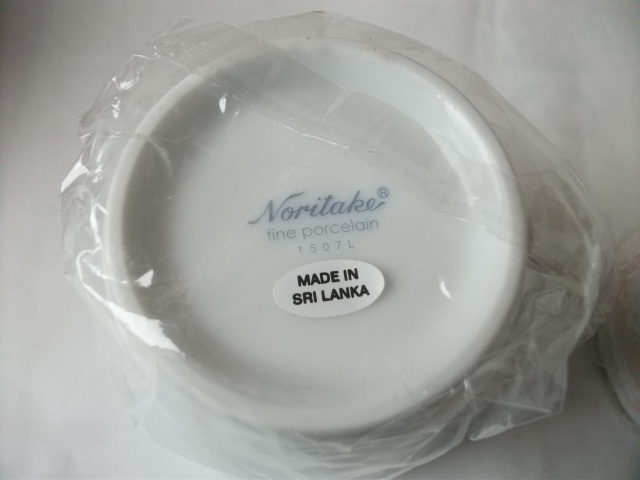 Noritake®
fine porcelain
1507L
MADE IN
SRI LANKA